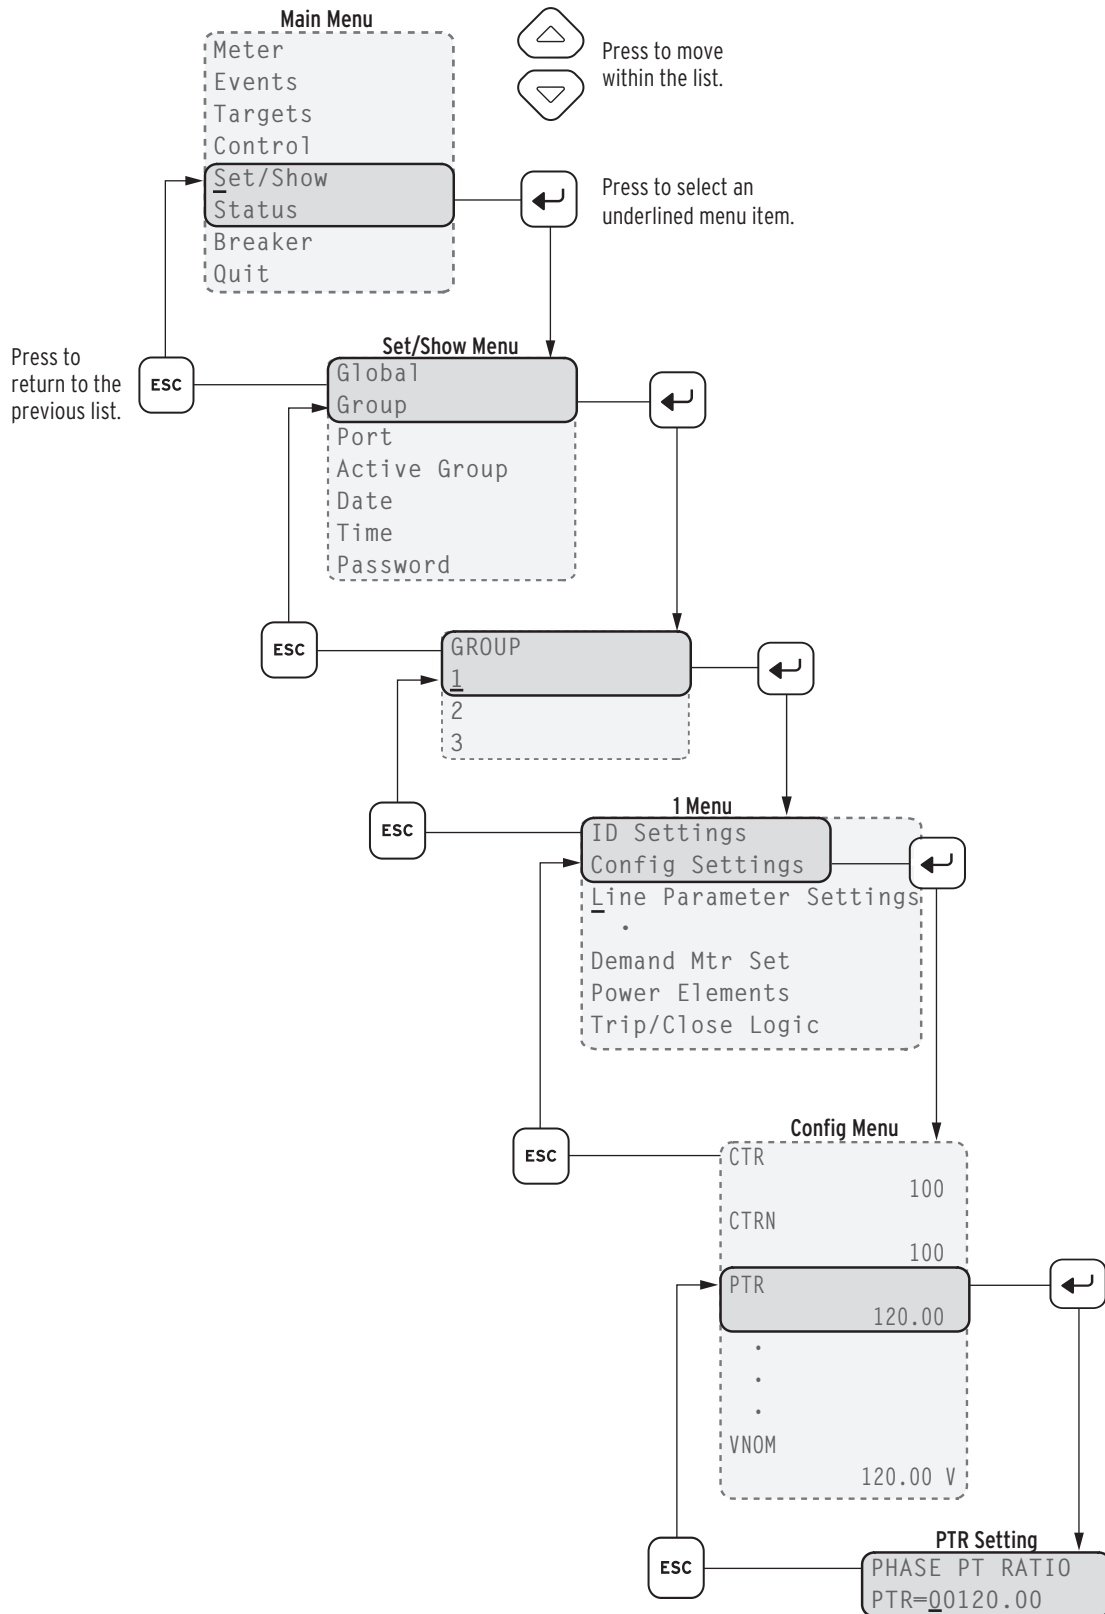 Main Menu
Meter
Events
Targets
Control
Set/Show
Status
Breaker
Quit
Press to move
within the list.
Press to select an
underlined menu item.
Press to
return to the
previous list.
ESC
Set/Show Menu
Global
Group
Port
Active Group
Date
Time
Password
ESC
GROUP
1
2
3
ESC
1 Menu
ID Settings
Config Settings
Line Parameter Settings
.
Demand Mtr Set
Power Elements
Trip/Close Logic
ESC
Config Menu
CTR
100
CTRN
100
PTR
120.00
.
.
.
VNOM
120.00 V
ESC
PTR Setting
PHASE PT RATIO
PTR=00120.00